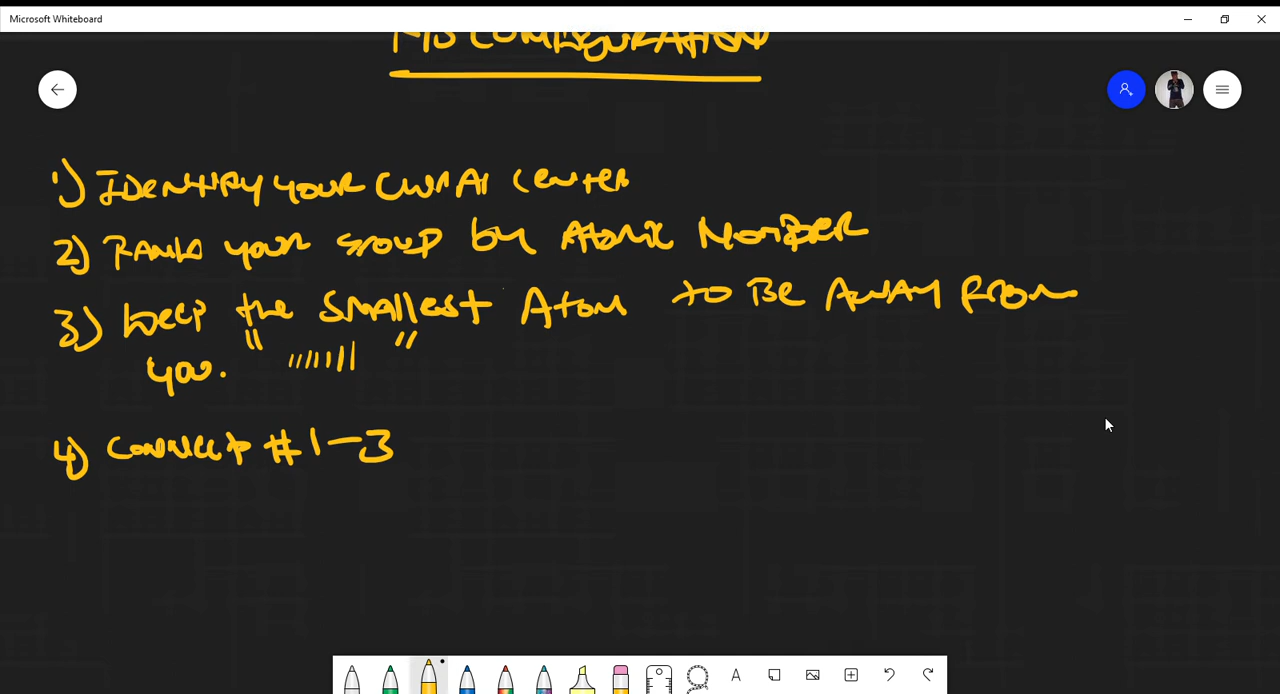 Microsoft Whiteboard
R/S CONFIGURATION
1) IDENTIFY your CHIRAL CENTER
2) RANK your group by Atomic NUMBER
3) keep the smallest Atom to Be AWAY FROM
you.
4) CONNECT #1-3
A